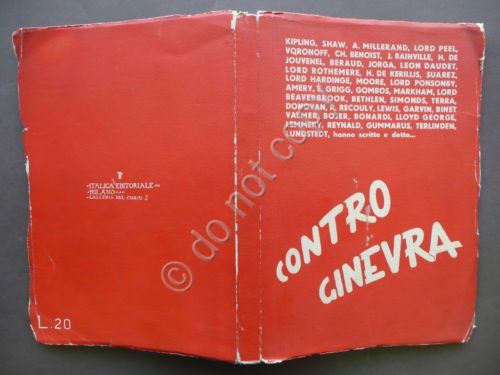 KIPLING, SHAW, A. MILLERAND, LORD PEEL,
VORONOFF, CH. BENOIST, J. BAINVILLE, H. DE
JOUVENEL, BERAUD, JORGA, LEON DAUDET,
LORD ROTHEMERE, H. DE KERILLIS, SUAREZ,
LORD HARDINGE, MOORE, LORD PONSONBY,
AMERY, E. GRIGG, GOMBOS, MARKHAM, LORD
BEAVERBROOK, BETHLEN, SIMONDS, TERRA,
DONOVAN, R. RECOULY, LEWIS, GARVIN, BINET
VALMER, BOJER, BONARDI, LLOYD GEORGE,
REYNALD, GUMMARUS, TERLINDEN,
LUNDSTEDT, hanno scritto e detto...
CONTRO
GINEVRA
ITALICA EDITORIALE
MILANO
GALLERIA DEL CORSO 2
L.20
© do not copy